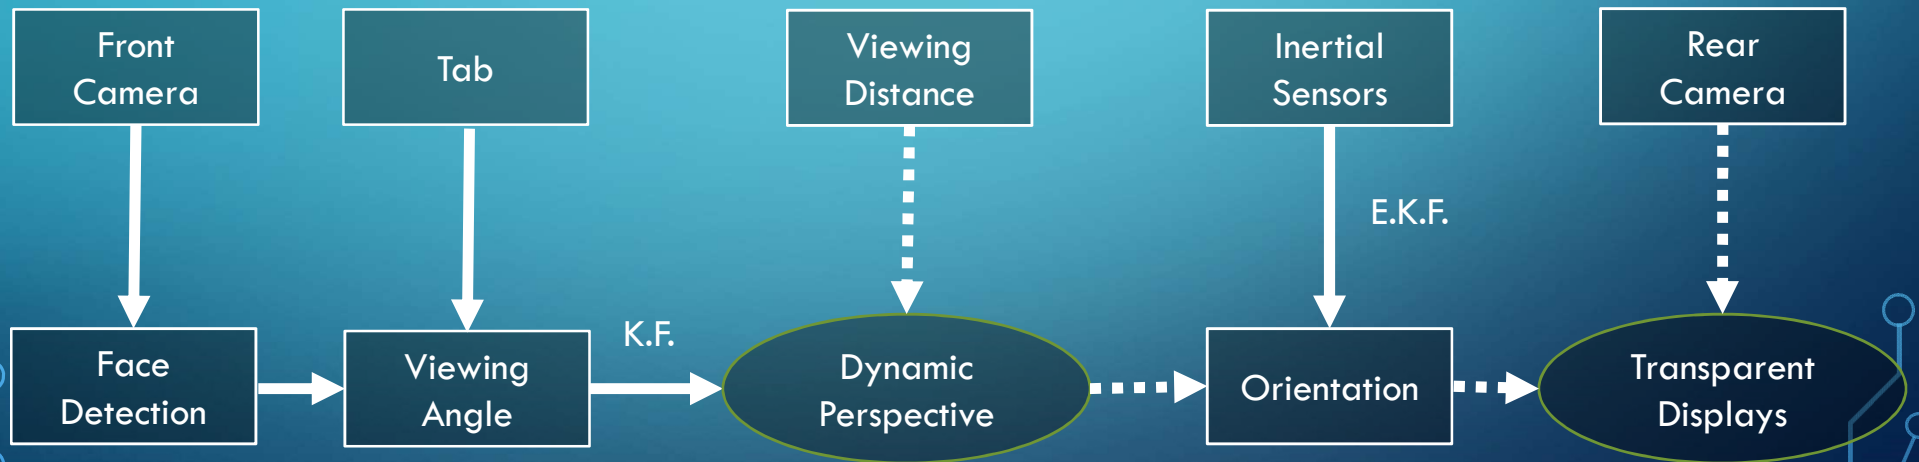 Front
Camera
Tab
Viewing
Distance
Inertial
Sensors
Rear
Camera
E.K.F.
K.F.
Face
Detection
Viewing
Angle
Dynamic
Perspective
Orientation
Transparent
Displays